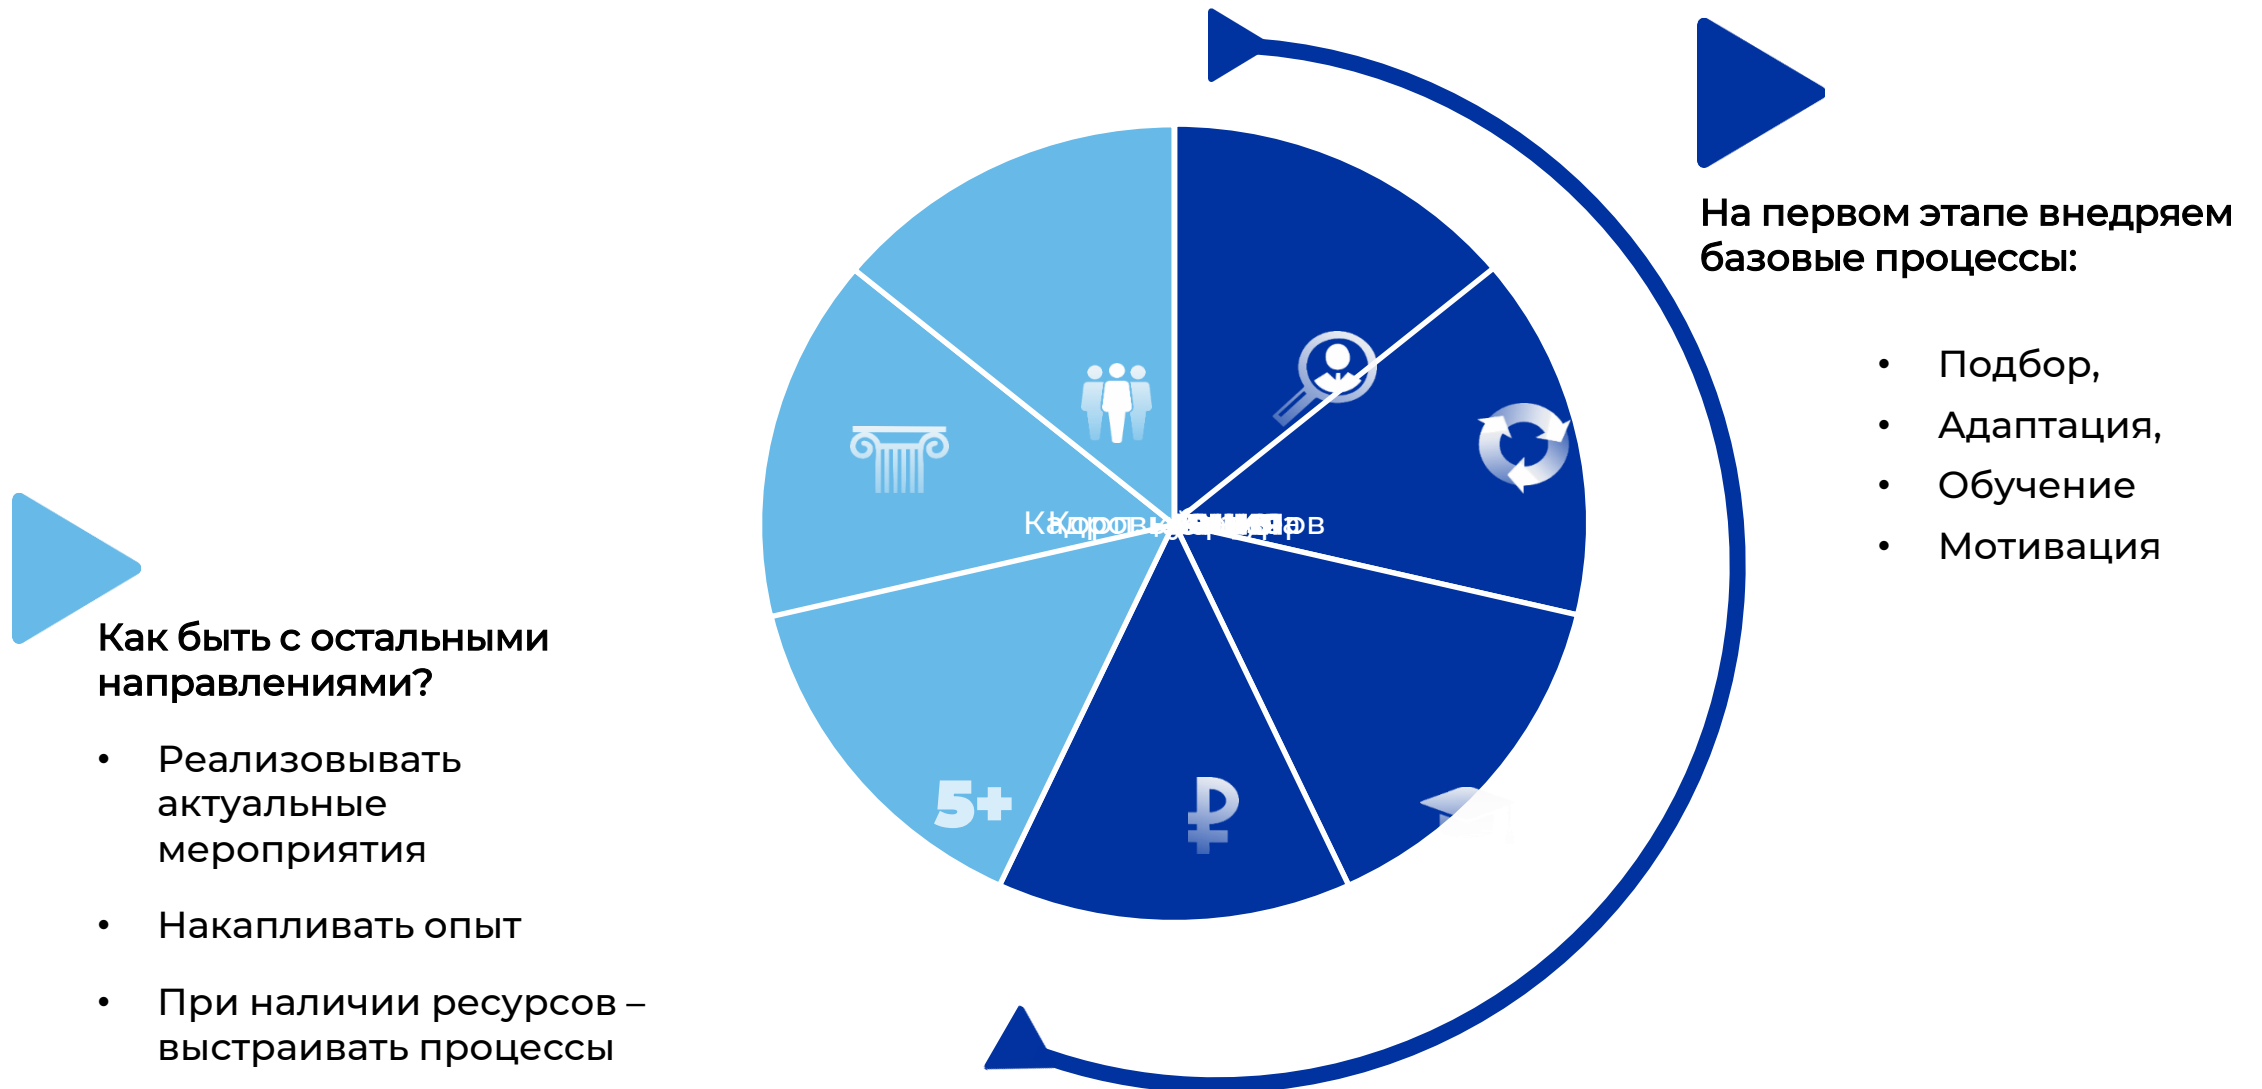 На первом этапе внедряем
базовые процессы:
• Подбор,
• Адаптация,
• Обучение
• Мотивация
5+
Как быть с остальными
направлениями?
• Реализовывать
актуальные
мероприятия
• Накапливать опыт
• При наличии ресурсов –
выстраивать процессы